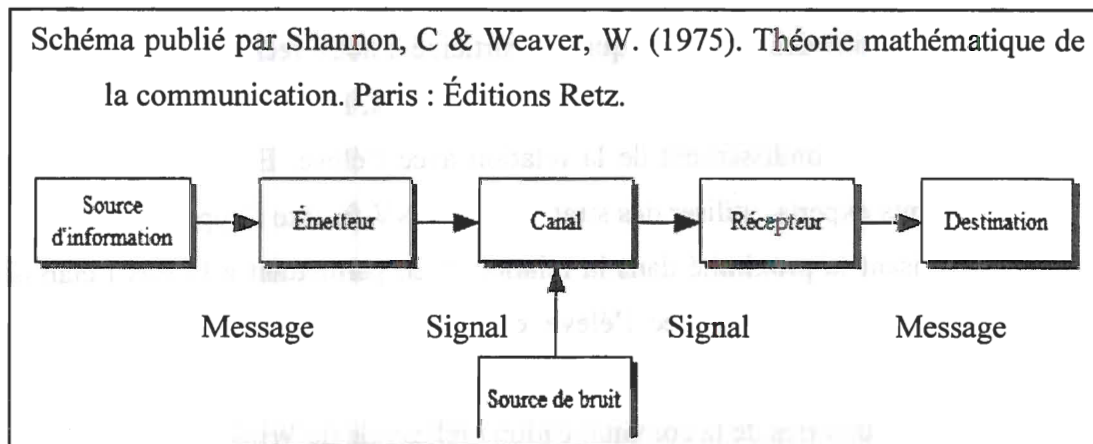 Schéma publié par Shannon, C & Weaver, W. (1975). Théorie mathématique de
la communication. Paris : Éditions Retz.
Source
d'information
Émetteur
Canal
Récepteur
Destination
Message
Signal
Signal
Message
Source de bruit